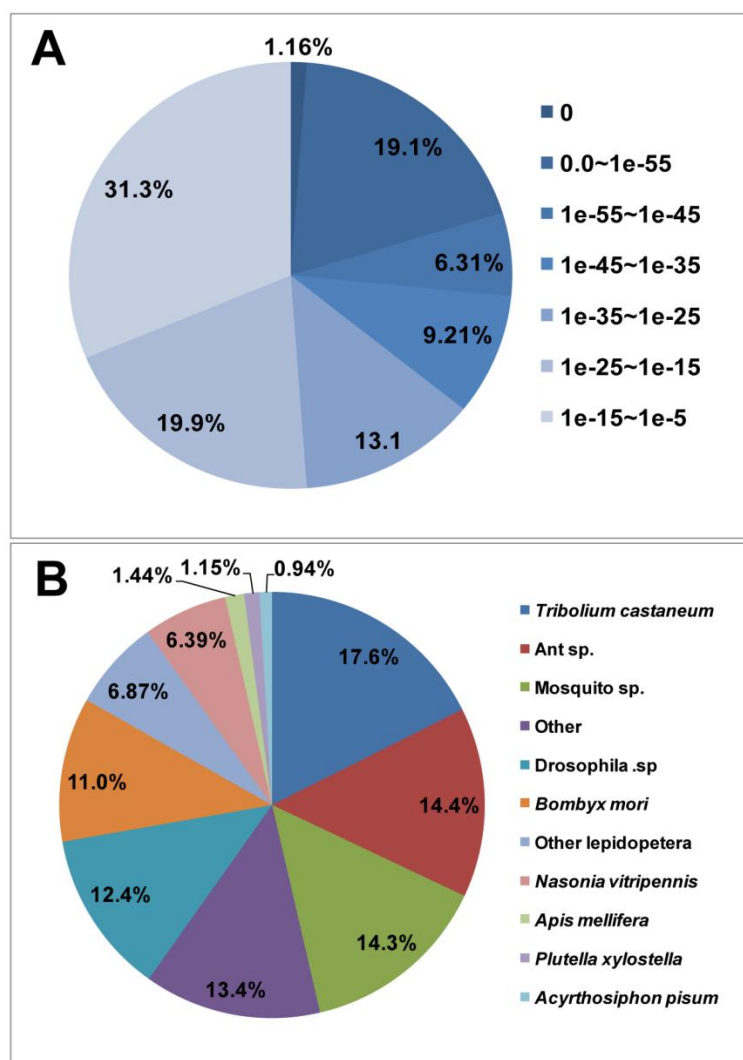 A
1.16%
19.1%
6.31%
9.21%
13.1
19.9%
31.3%
0
0.0~1e-55
1e-55~1e-45
1e-45~1e-35
1e-35~1e-25
1e-25~1e-15
1e-15~1e-5
B
1.44%
1.15%
0.94%
17.6%
14.4%
14.3%
13.4%
12.4%
11.0%
6.87%
6.39%
Tribolium castaneum
Ant sp.
Mosquito sp.
Other
Drosophila .sp
Bombyx mori
Other lepidopetera
Nasonia vitripennis
Apis mellifera
Plutella xylostella
Acyrthosiphon pisum